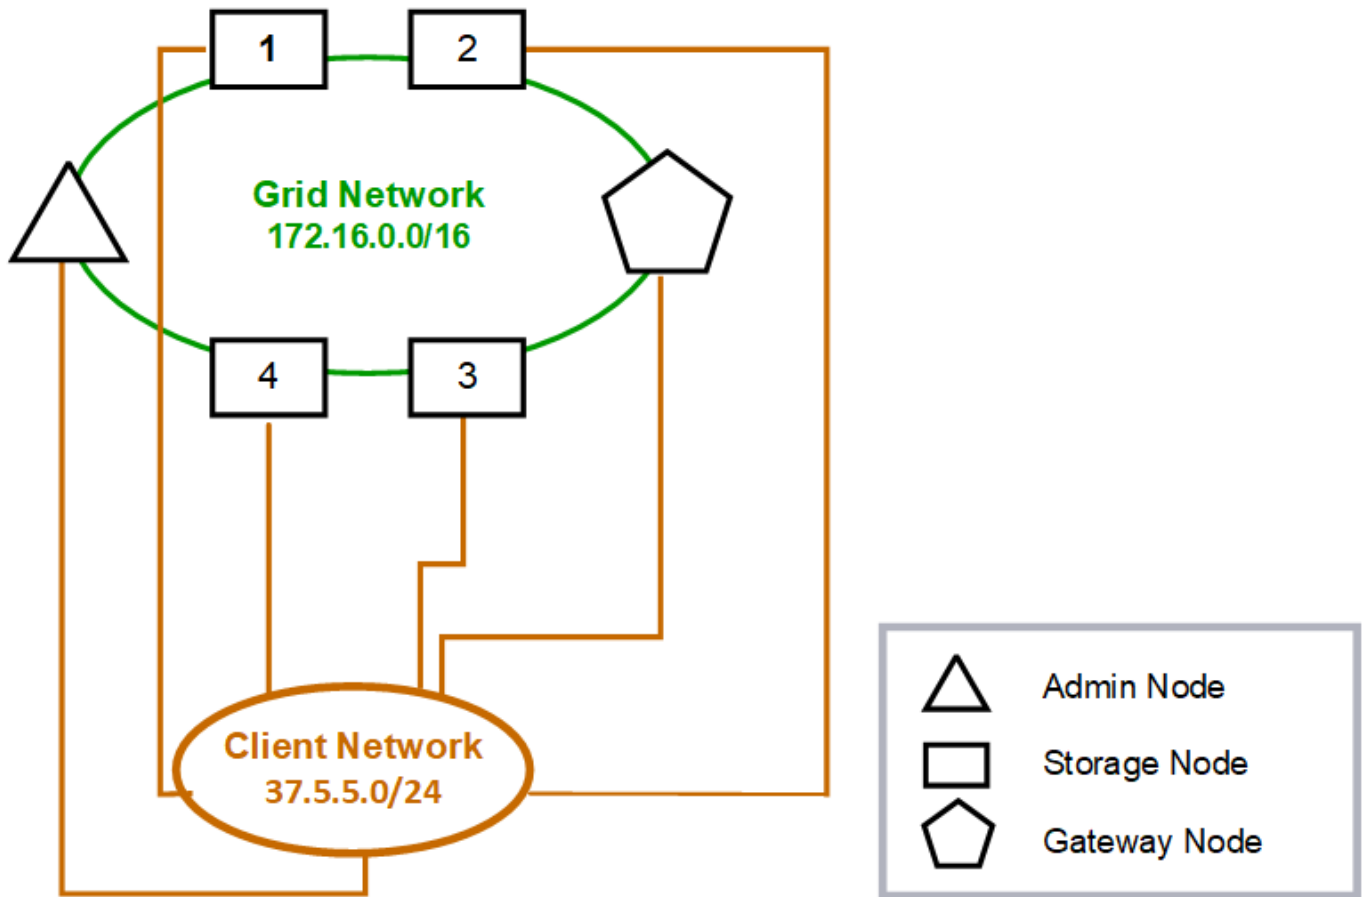 1
2
Grid Network
172.16.0.0/16
4
3
Client Network
37.5.5.0/24
Admin Node
Storage Node
Gateway Node